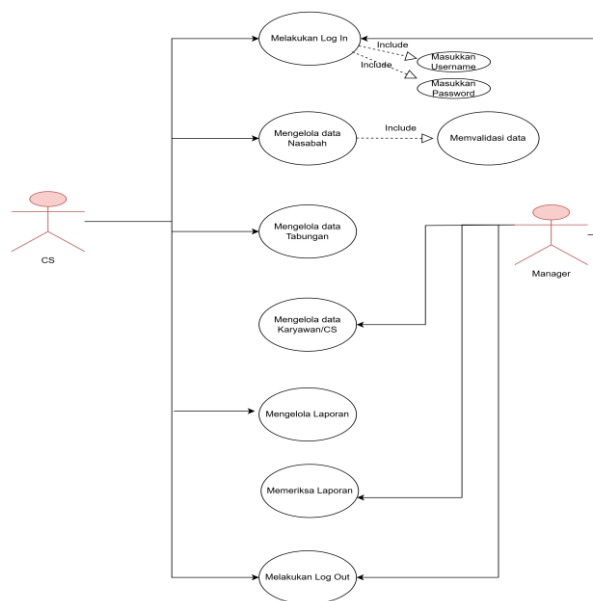 Melakukan Log In
Include
Include
Masukkan
Username
Masukkan
Password
Mengelola data
Nasabah
Include
Memvalidasi data
CS
Mengelola data
Tabungan
Manager
Mengelola data
Karyawan/CS
Mengelola Laporan
Memeriksa Laporan
Melakukan Log Out